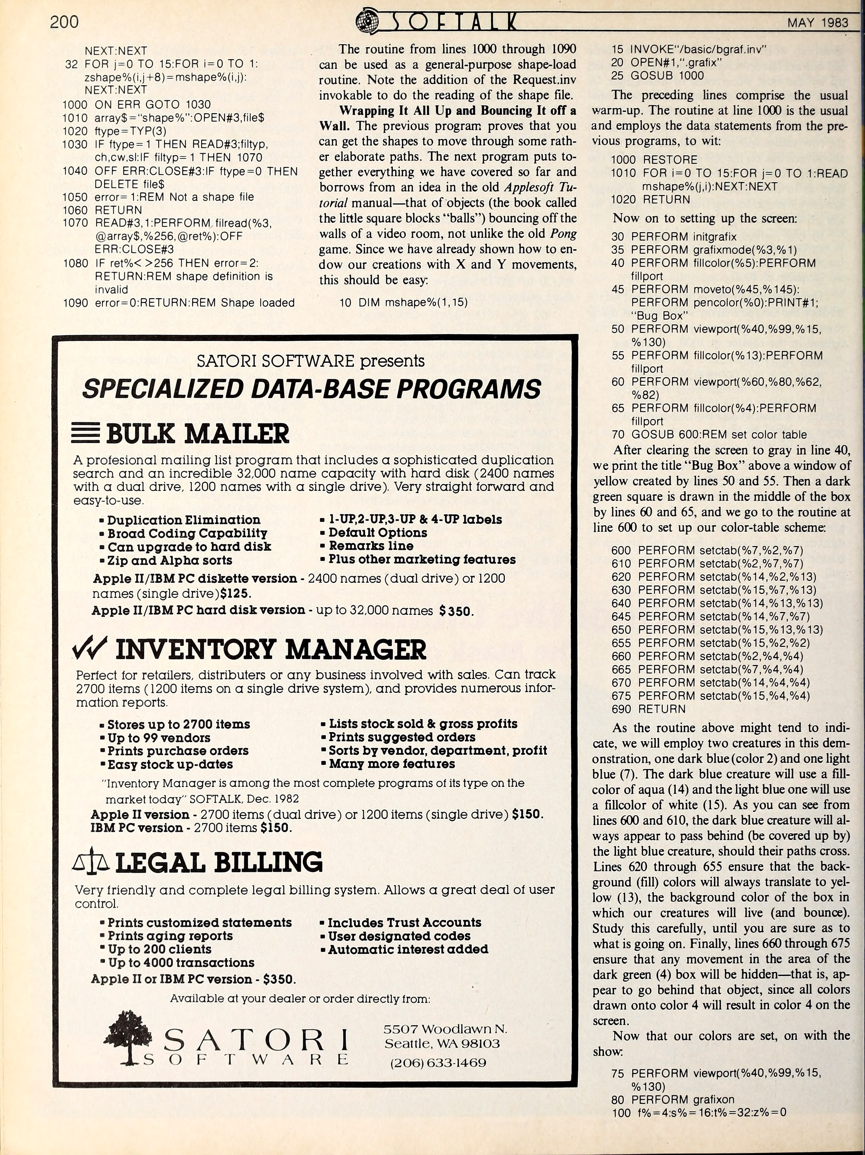 200
SOFTALK
MAY 1983
NEXT:NEXT
32 FOR j=0 TO 15:FOR i=0 TO 1:
zshape%(i,j+8)=mshape%(i,j):
NEXT:NEXT
1000 ON ERR GOTO 1030
1010 array$="shape%":OPEN#3,file$
1020 ftype=TYP(3)
1030 IF ftype=1 THEN READ#3;filtyp,
ch,cw,sl:IF filtyp=1 THEN 1070
1040 OFF ERR:CLOSE#3:IF ftype=0 THEN
DELETE file$
1050 error=1:REM Not a shape file
1060 RETURN
1070 READ#3,1:PERFORM filread(%3,
@array$,%256,@ret%):OFF
ERR:CLOSE#3
1080 IF ret%< >256 THEN error=2:
RETURN:REM shape definition is
invalid
1090 error=0:RETURN:REM Shape loaded
The routine from lines 1000 through 1090
can be used as a general-purpose shape-load
routine. Note the addition of the Request.inv
invokable to do the reading of the shape file.
Wrapping It All Up and Bouncing It off a
Wall. The previous program proves that you
can get the shapes to move through some rath-
er elaborate paths. The next program puts to-
gether everything we have covered so far and
borrows from an idea in the old Applesoft Tu-
torial manual—that of objects (the book called
the little square blocks "balls") bouncing off the
walls of a video room, not unlike the old Pong
game. Since we have already shown how to en-
dow our creations with X and Y movements,
this should be easy:
10 DIM mshape%(1,15)
15 INVOKE"/basic/bgraf.inv"
20 OPEN#1,".grafix"
25 GOSUB 1000
The preceding lines comprise the usual
warm-up. The routine at line 1000 is the usual
and employs the data statements from the pre-
vious programs, to wit:
1000 RESTORE
1010 FOR i=0 TO 15:FOR j=0 TO 1:READ
mshape%(j,i):NEXT:NEXT
1020 RETURN
Now on to setting up the screen:
30 PERFORM initgrafix
35 PERFORM grafixmode(%3,%1)
40 PERFORM fillcolor(%5):PERFORM
fillport
45 PERFORM moveto(%45,%145):
PERFORM pencolor(%0):PRINT#1;
"Bug Box"
50 PERFORM viewport(%40,%99,%15,
%130)
55 PERFORM fillcolor(%13):PERFORM
fillport
60 PERFORM viewport(%60,%80,%62,
%82)
65 PERFORM fillcolor(%4):PERFORM
fillport
70 GOSUB 600:REM set color table
After clearing the screen to gray in line 40,
we print the title "Bug Box" above a window of
yellow created by lines 50 and 55. Then a dark
green square is drawn in the middle of the box
by lines 60 and 65, and we go to the routine at
line 600 to set up our color-table scheme:
600 PERFORM setctab(%7,%2,%7)
610 PERFORM setctab(%2,%7,%7)
620 PERFORM setctab(%14,%2,%13)
630 PERFORM setctab(%15,%7,%13)
640 PERFORM setctab(%14,%13,%13)
645 PERFORM setctab(%14,%7,%7)
650 PERFORM setctab(%15,%13,%13)
655 PERFORM setctab(%15,%2,%2)
660 PERFORM setctab(%2,%4,%4)
665 PERFORM setctab(%7,%4,%4)
670 PERFORM setctab(%14,%4,%4)
675 PERFORM setctab(%15,%4,%4)
690 RETURN
As the routine above might tend to indi-
cate, we will employ two creatures in this dem-
onstration, one dark blue (color 2) and one light
blue (7). The dark blue creature will use a fill-
color of aqua (14) and the light blue one will use
a fillcolor of white (15). As you can see from
lines 600 and 610, the dark blue creature will al-
ways appear to pass behind (be covered up by)
the light blue creature, should their paths cross.
Lines 620 through 655 ensure that the back-
ground (fill) colors will always translate to yel-
low (13), the background color of the box in
which our creatures will live (and bounce).
Study this carefully, until you are sure as to
what is going on. Finally, lines 660 through 675
ensure that any movement in the area of the
dark green (4) box will be hidden—that is, ap-
pear to go behind that object, since all colors
drawn onto color 4 will result in color 4 on the
screen.
Now that our colors are set, on with the
show:
75 PERFORM viewport(%40,%99,%15,
%130)
80 PERFORM grafixon
100 f%=4:s%=16:t%=32:z%=0
SATORI SOFTWARE presents
SPECIALIZED DATA-BASE PROGRAMS
BULK MAILER
A profesional mailing list program that includes a sophisticated duplication
search and an incredible 32,000 name capacity with hard disk (2400 names
with a dual drive, 1200 names with a single drive). Very straight forward and
easy-to-use.
▪ Duplication Elimination
▪ Broad Coding Capability
▪ Can upgrade to hard disk
▪ Zip and Alpha sorts
▪ 1-UP,2-UP,3-UP & 4-UP labels
▪ Default Options
▪ Remarks line
▪ Plus other marketing features
Apple II/IBM PC diskette version - 2400 names (dual drive) or 1200
names (single drive)$125.
Apple II/IBM PC hard disk version - up to 32,000 names $350.
INVENTORY MANAGER
Perfect for retailers, distributers or any business involved with sales. Can track
2700 items (1200 items on a single drive system), and provides numerous infor-
mation reports.
▪ Stores up to 2700 items
▪ Up to 99 vendors
▪ Prints purchase orders
▪ Easy stock up-dates
▪ Lists stock sold & gross profits
▪ Prints suggested orders
▪ Sorts by vendor, department, profit
▪ Many more features
"Inventory Manager is among the most complete programs of its type on the
market today" SOFTALK, Dec. 1982
Apple II version - 2700 items (dual drive) or 1200 items (single drive) $150.
IBM PC version - 2700 items $150.
LEGAL BILLING
Very friendly and complete legal billing system. Allows a great deal of user
control.
▪ Prints customized statements
▪ Prints aging reports
▪ Up to 200 clients
▪ Up to 4000 transactions
▪ Includes Trust Accounts
▪ User designated codes
▪ Automatic interest added
Apple II or IBM PC version - $350.
Available at your dealer or order directly from:
SATORI
SOFTWARE
5507 Woodlawn N.
Seattle, WA 98103
(206) 633-1469